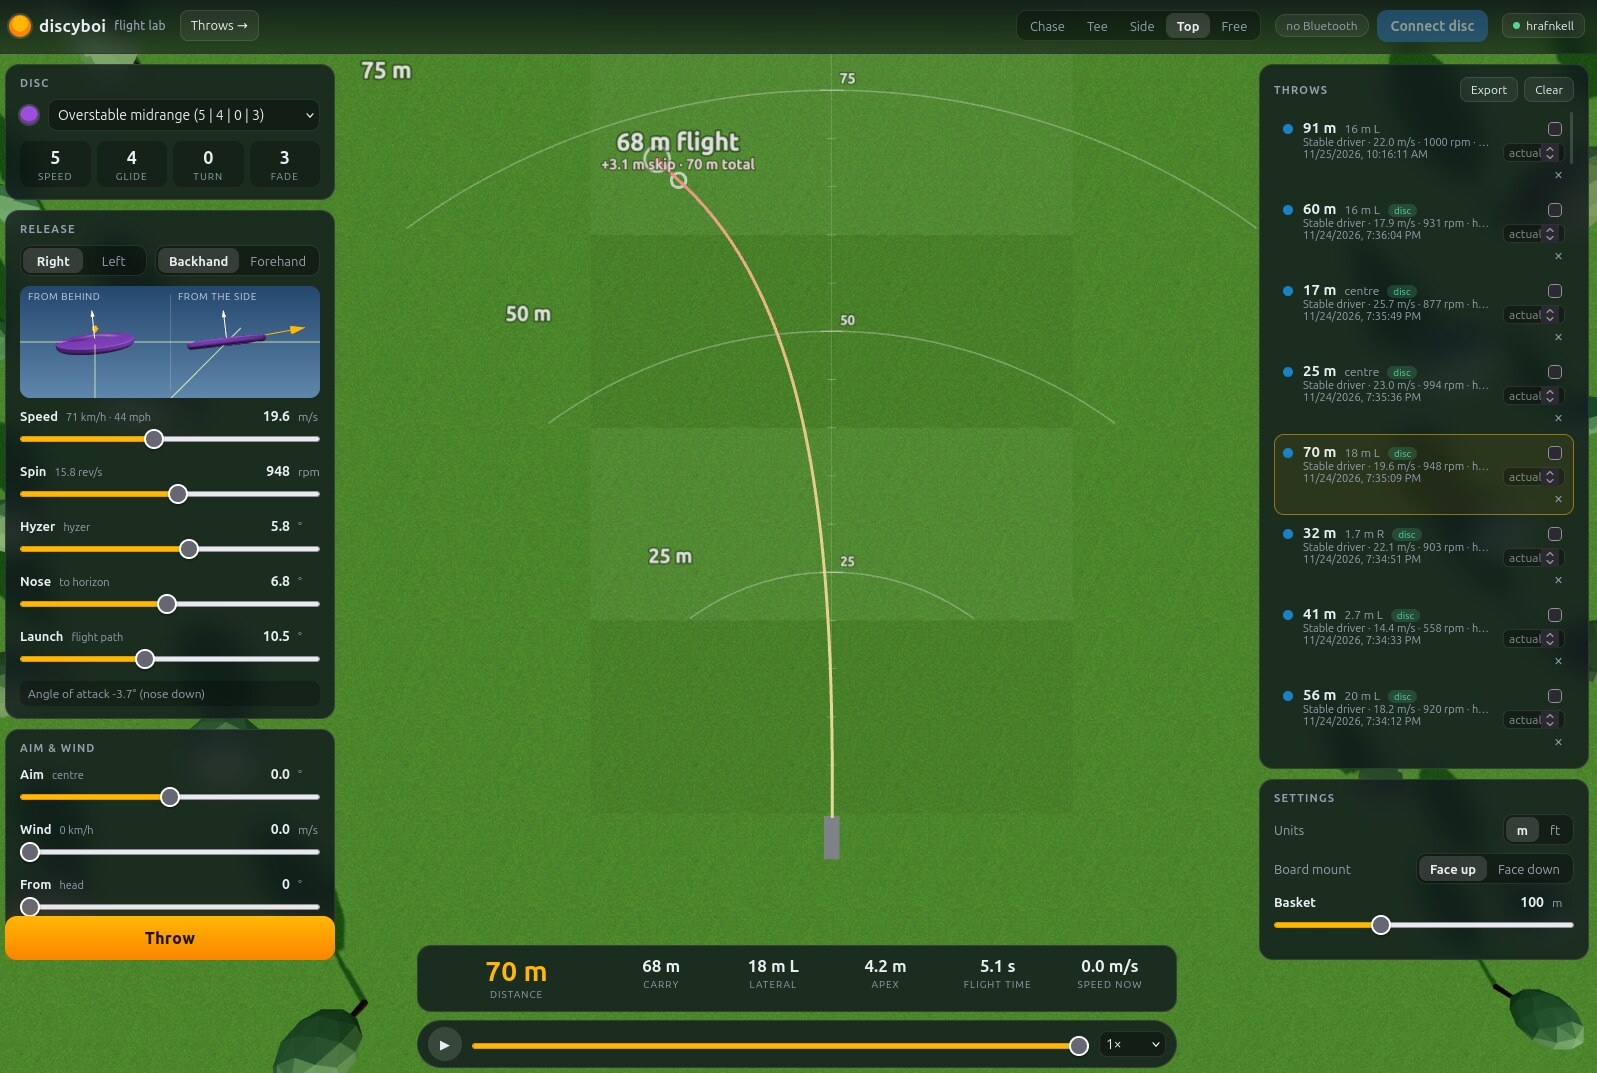 discyboi flight lab Throws →
Chase Tee Side Top Free no Bluetooth Connect disc hrafnkell
DISC
Overstable midrange (5 | 4 | 0 | 3)
5 4 0 3
SPEED GLIDE TURN FADE
RELEASE
Right Left Backhand Forehand
FROM BEHIND FROM THE SIDE
Speed 71 km/h · 44 mph 19.6 m/s
Spin 15.8 rev/s 948 rpm
Hyzer hyzer 5.8 °
Nose to horizon 6.8 °
Launch flight path 10.5 °
Angle of attack -3.7° (nose down)
AIM & WIND
Aim centre 0.0 °
Wind 0 km/h 0.0 m/s
From head 0 °
Throw
75 m
75
68 m flight
+3.1 m skip · 70 m total
50 m
50
25 m
25
70 m 68 m 18 m L 4.2 m 5.1 s 0.0 m/s
DISTANCE CARRY LATERAL APEX FLIGHT TIME SPEED NOW
▶ 1×
THROWS Export Clear
91 m 16 m L
Stable driver · 22.0 m/s · 1000 rpm · …
11/25/2026, 10:16:11 AM actual
×
60 m 16 m L disc
Stable driver · 17.9 m/s · 931 rpm · h…
11/24/2026, 7:36:04 PM actual
×
17 m centre disc
Stable driver · 25.7 m/s · 877 rpm · h…
11/24/2026, 7:35:49 PM actual
×
25 m centre disc
Stable driver · 23.0 m/s · 994 rpm · h…
11/24/2026, 7:35:36 PM actual
×
70 m 18 m L disc
Stable driver · 19.6 m/s · 948 rpm · h…
11/24/2026, 7:35:09 PM actual
×
32 m 1.7 m R disc
Stable driver · 22.1 m/s · 903 rpm · h…
11/24/2026, 7:34:51 PM actual
×
41 m 2.7 m L disc
Stable driver · 14.4 m/s · 558 rpm · h…
11/24/2026, 7:34:33 PM actual
×
56 m 20 m L disc
Stable driver · 18.2 m/s · 920 rpm · h…
11/24/2026, 7:34:12 PM actual
×
SETTINGS
Units m ft
Board mount Face up Face down
Basket 100 m